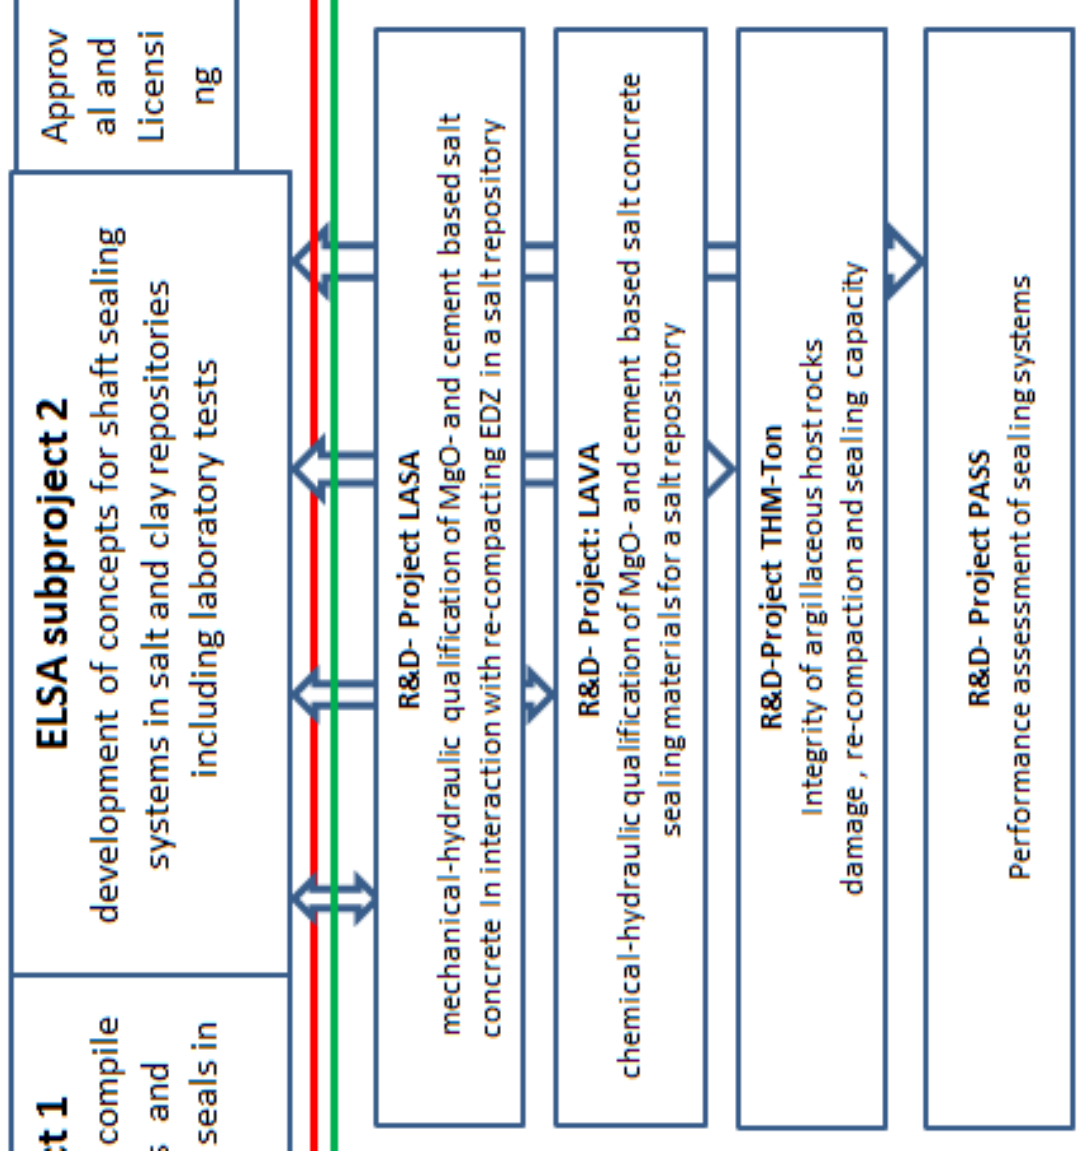 ct 1
compile
s and
seals in
ELSA subproject 2
development of concepts for shaft sealing
systems in salt and clay repositories
including laboratory tests
Approv
al and
Licensi
ng
R&D- Project LASA
mechanical-hydraulic qualification of MgO- and cement based salt
concrete In interaction with re-compacting EDZ in a salt repository
R&D- Project: LAVA
chemical-hydraulic qualification of MgO- and cement based salt concrete
sealing materials for a salt repository
R&D-Project THM-Ton
Integrity of argillaceous host rocks
damage , re-compaction and sealing capacity
R&D- Project PASS
Performance assessment of sealing systems